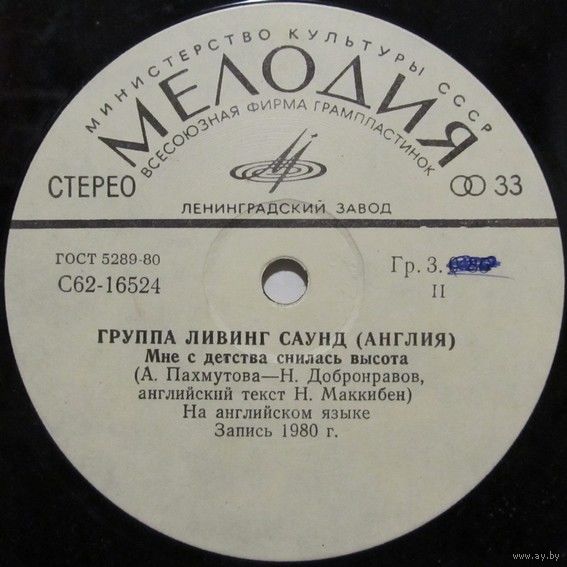 МИНИСТЕРСТВО КУЛЬТУРЫ СССР
МЕЛОДИЯ
ВСЕСОЮЗНАЯ ФИРМА ГРАМПЛАСТИНОК
СТЕРЕО
33
ЛЕНИНГРАДСКИЙ ЗАВОД
ГОСТ 5289-80
Гр. 3.
С62-16524
II
ГРУППА ЛИВИНГ САУНД (АНГЛИЯ)
Мне с детства снилась высота
(А. Пахмутова—Н. Добронравов,
английский текст Н. Маккибен)
На английском языке
Запись 1980 г.
www.ay.by